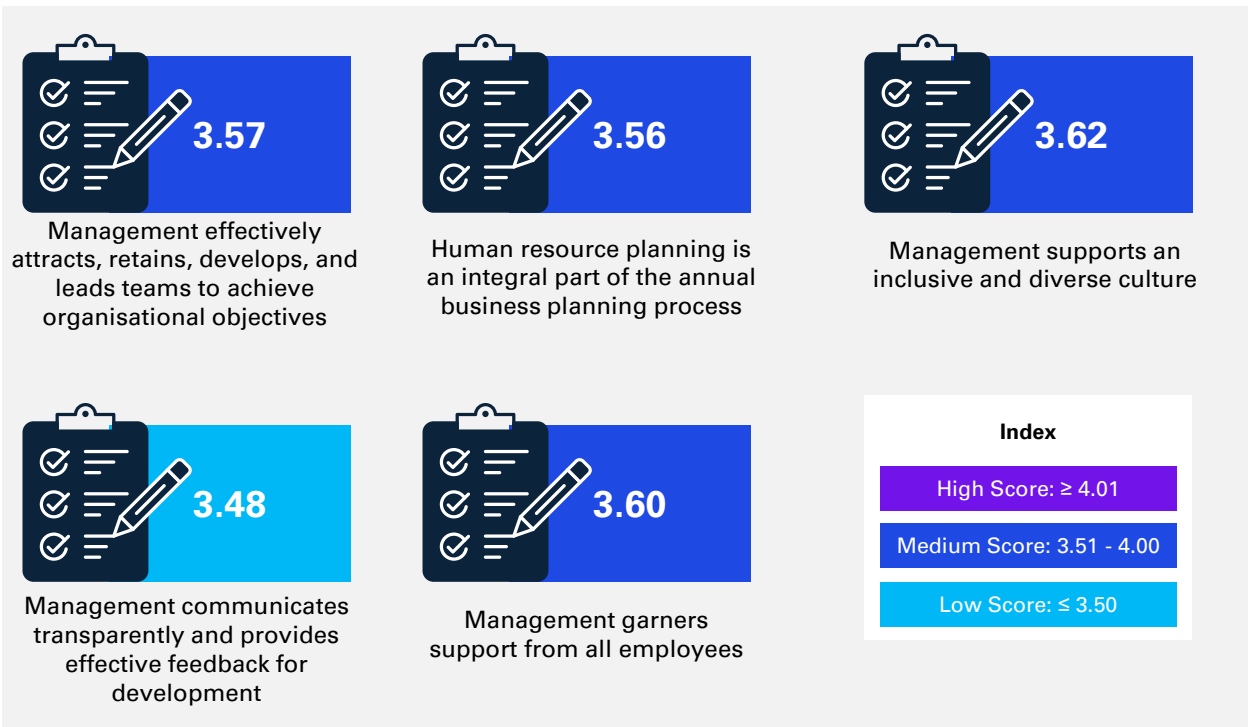 3.57
Management effectively
attracts, retains, develops, and
leads teams to achieve
organisational objectives
3.56
Human resource planning is
an integral part of the annual
business planning process
3.62
Management supports an
inclusive and diverse culture
3.48
Management communicates
transparently and provides
effective feedback for
development
3.60
Management garners
support from all employees
Index
High Score: ≥ 4.01
Medium Score: 3.51 - 4.00
Low Score: ≤ 3.50